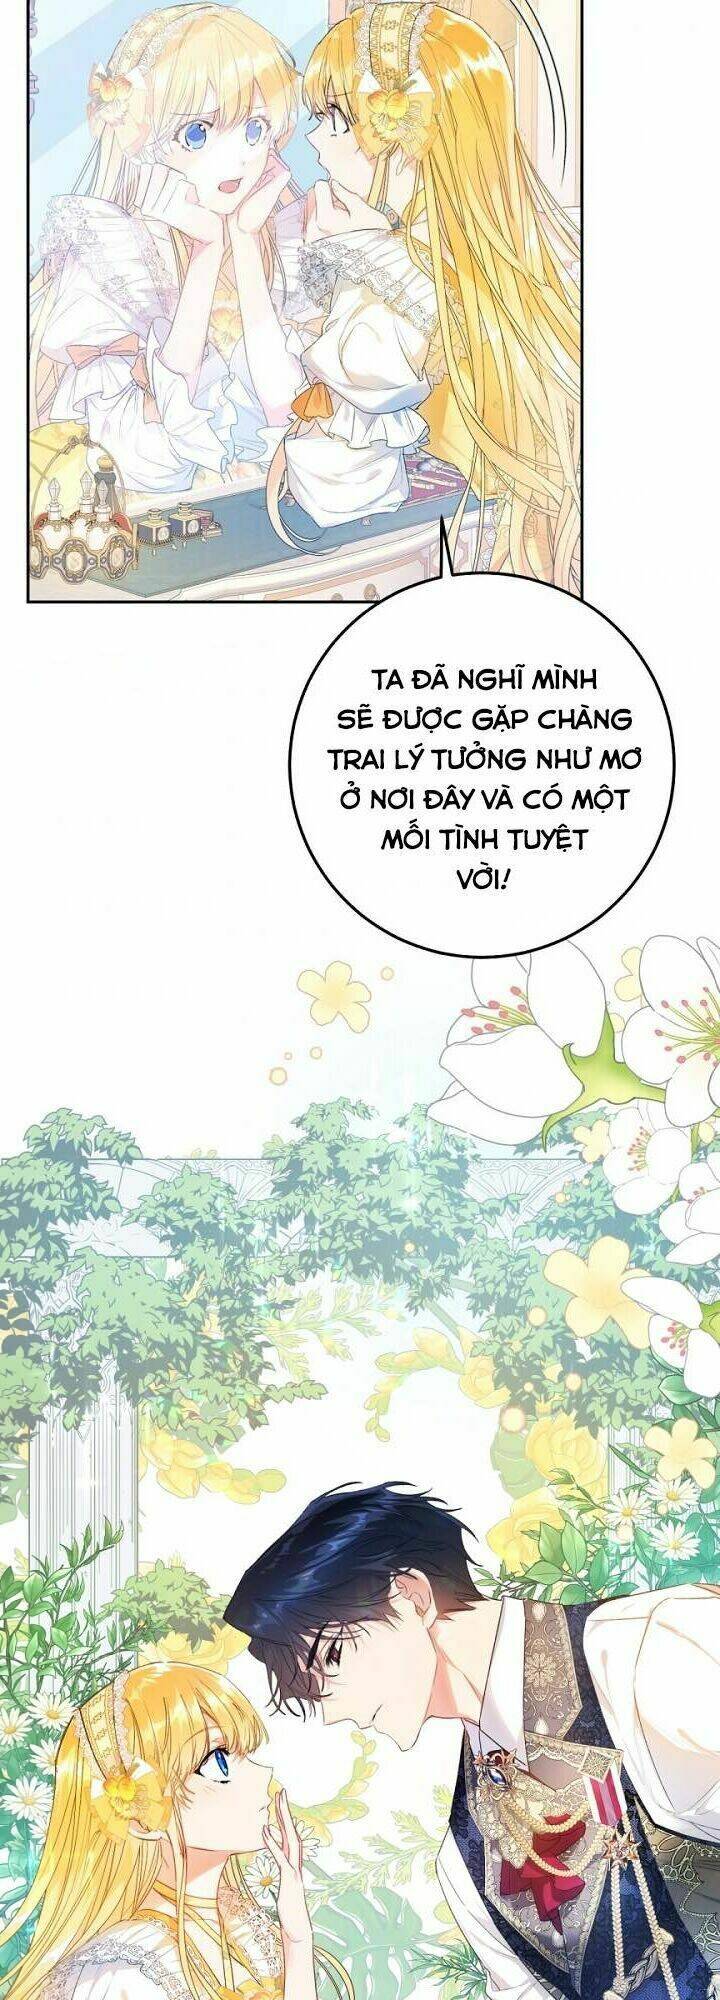 TA ĐÃ NGHĨ MÌNH
SẼ ĐƯỢC GẶP CHÀNG
TRAI LÝ TƯỞNG NHƯ MƠ
Ở NƠI ĐÂY VÀ CÓ MỘT
MỐI TÌNH TUYỆT
VỜI!